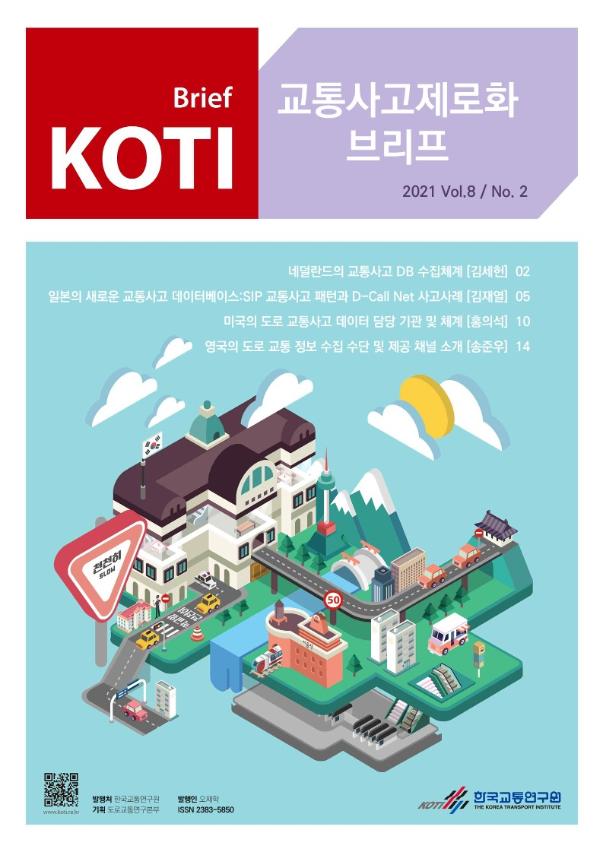 Brief
KOTI
교통사고제로화
브리프
2021 Vol.8 / No. 2
네덜란드의 교통사고 DB 수집체계 [김세헌] 02
일본의 새로운 교통사고 데이터베이스:SIP 교통사고 패턴과 D-Call Net 사고사례 [김재열] 05
미국의 도로 교통사고 데이터 담당 기관 및 체계 [홍의석] 10
영국의 도로 교통 정보 수집 수단 및 제공 채널 소개 [송준우] 14
천천히
SLOW
50
www.koti.re.kr
발행처 한국교통연구원 발행인 오재학
기획 도로교통연구본부 ISSN 2383-5850
KOTI 한국교통연구원
THE KOREA TRANSPORT INSTITUTE